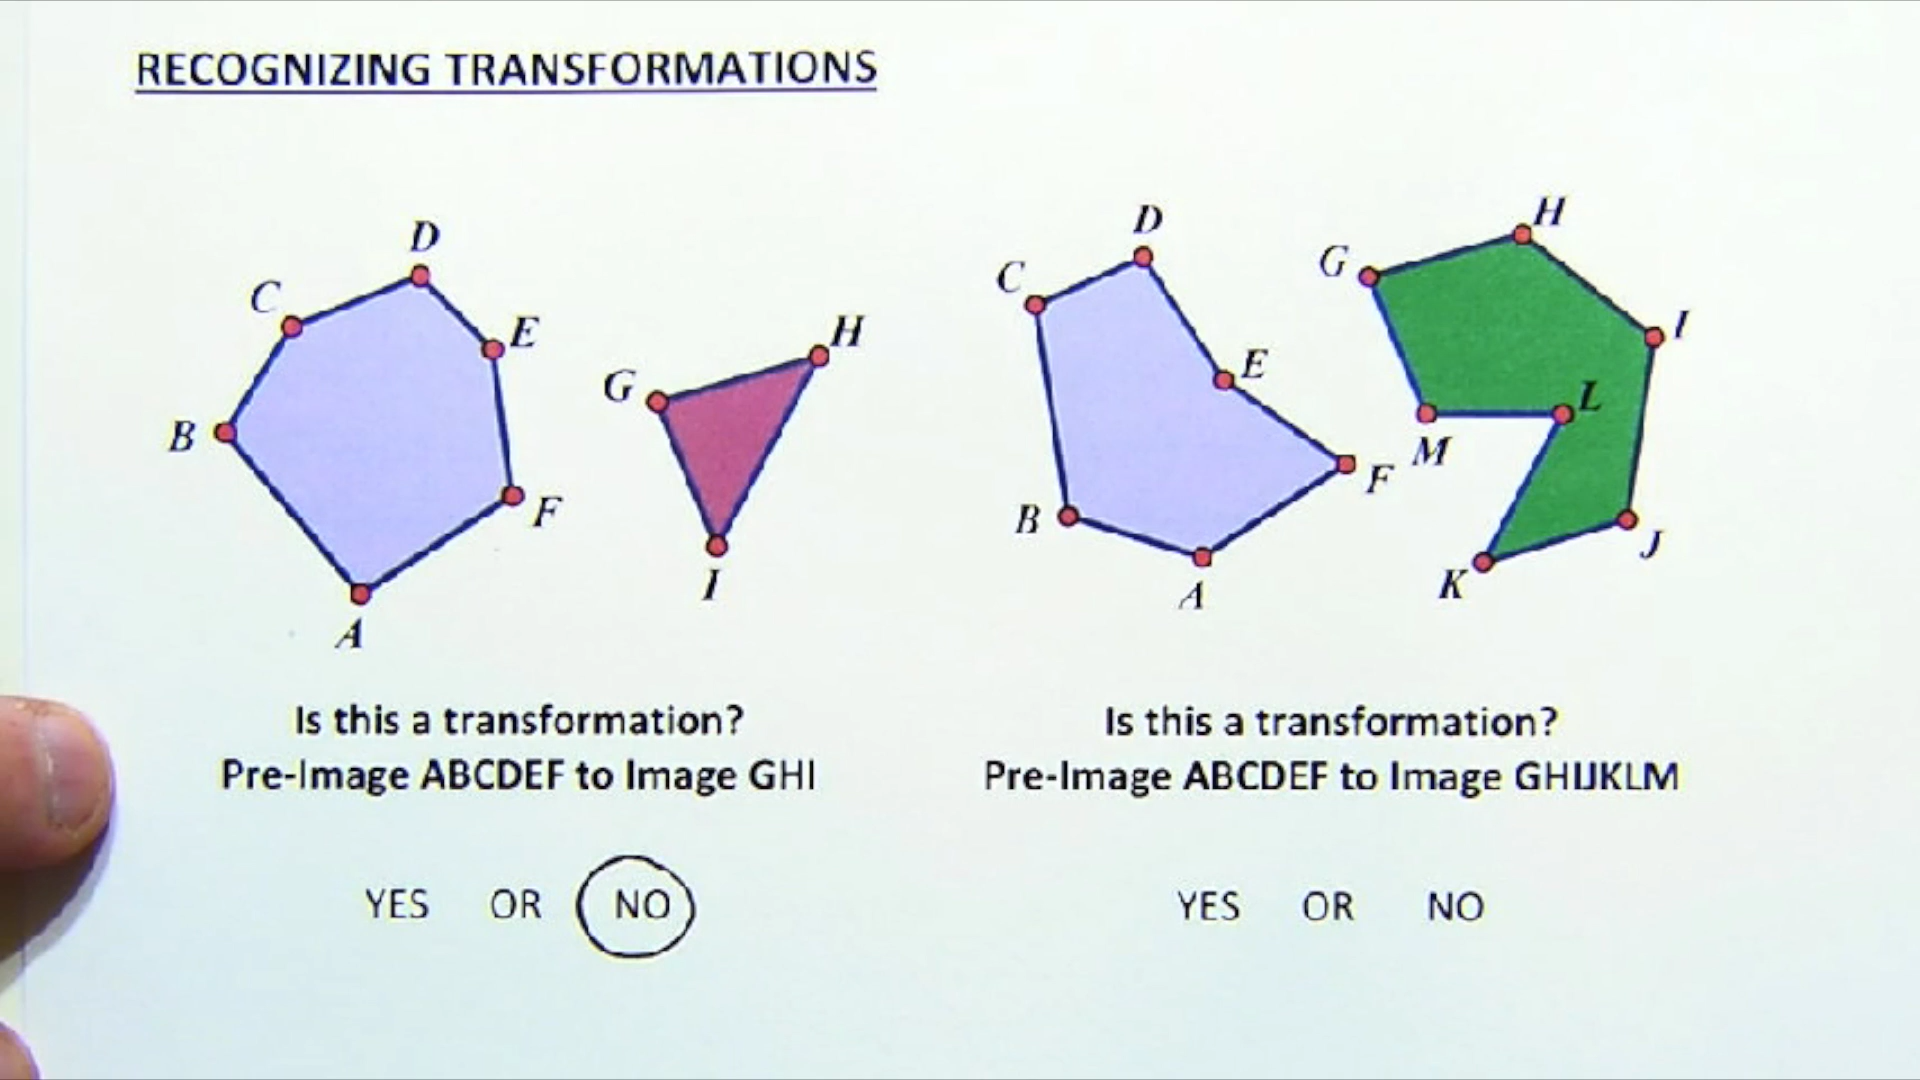 RECOGNIZING TRANSFORMATIONS
D
C
E
B
F
A
G
H
I
D
C
E
B
F
A
H
G
I
L
M
J
K
Is this a transformation?
Pre-Image ABCDEF to Image GHI
YES OR NO
Is this a transformation?
Pre-Image ABCDEF to Image GHIJKLM
YES OR NO